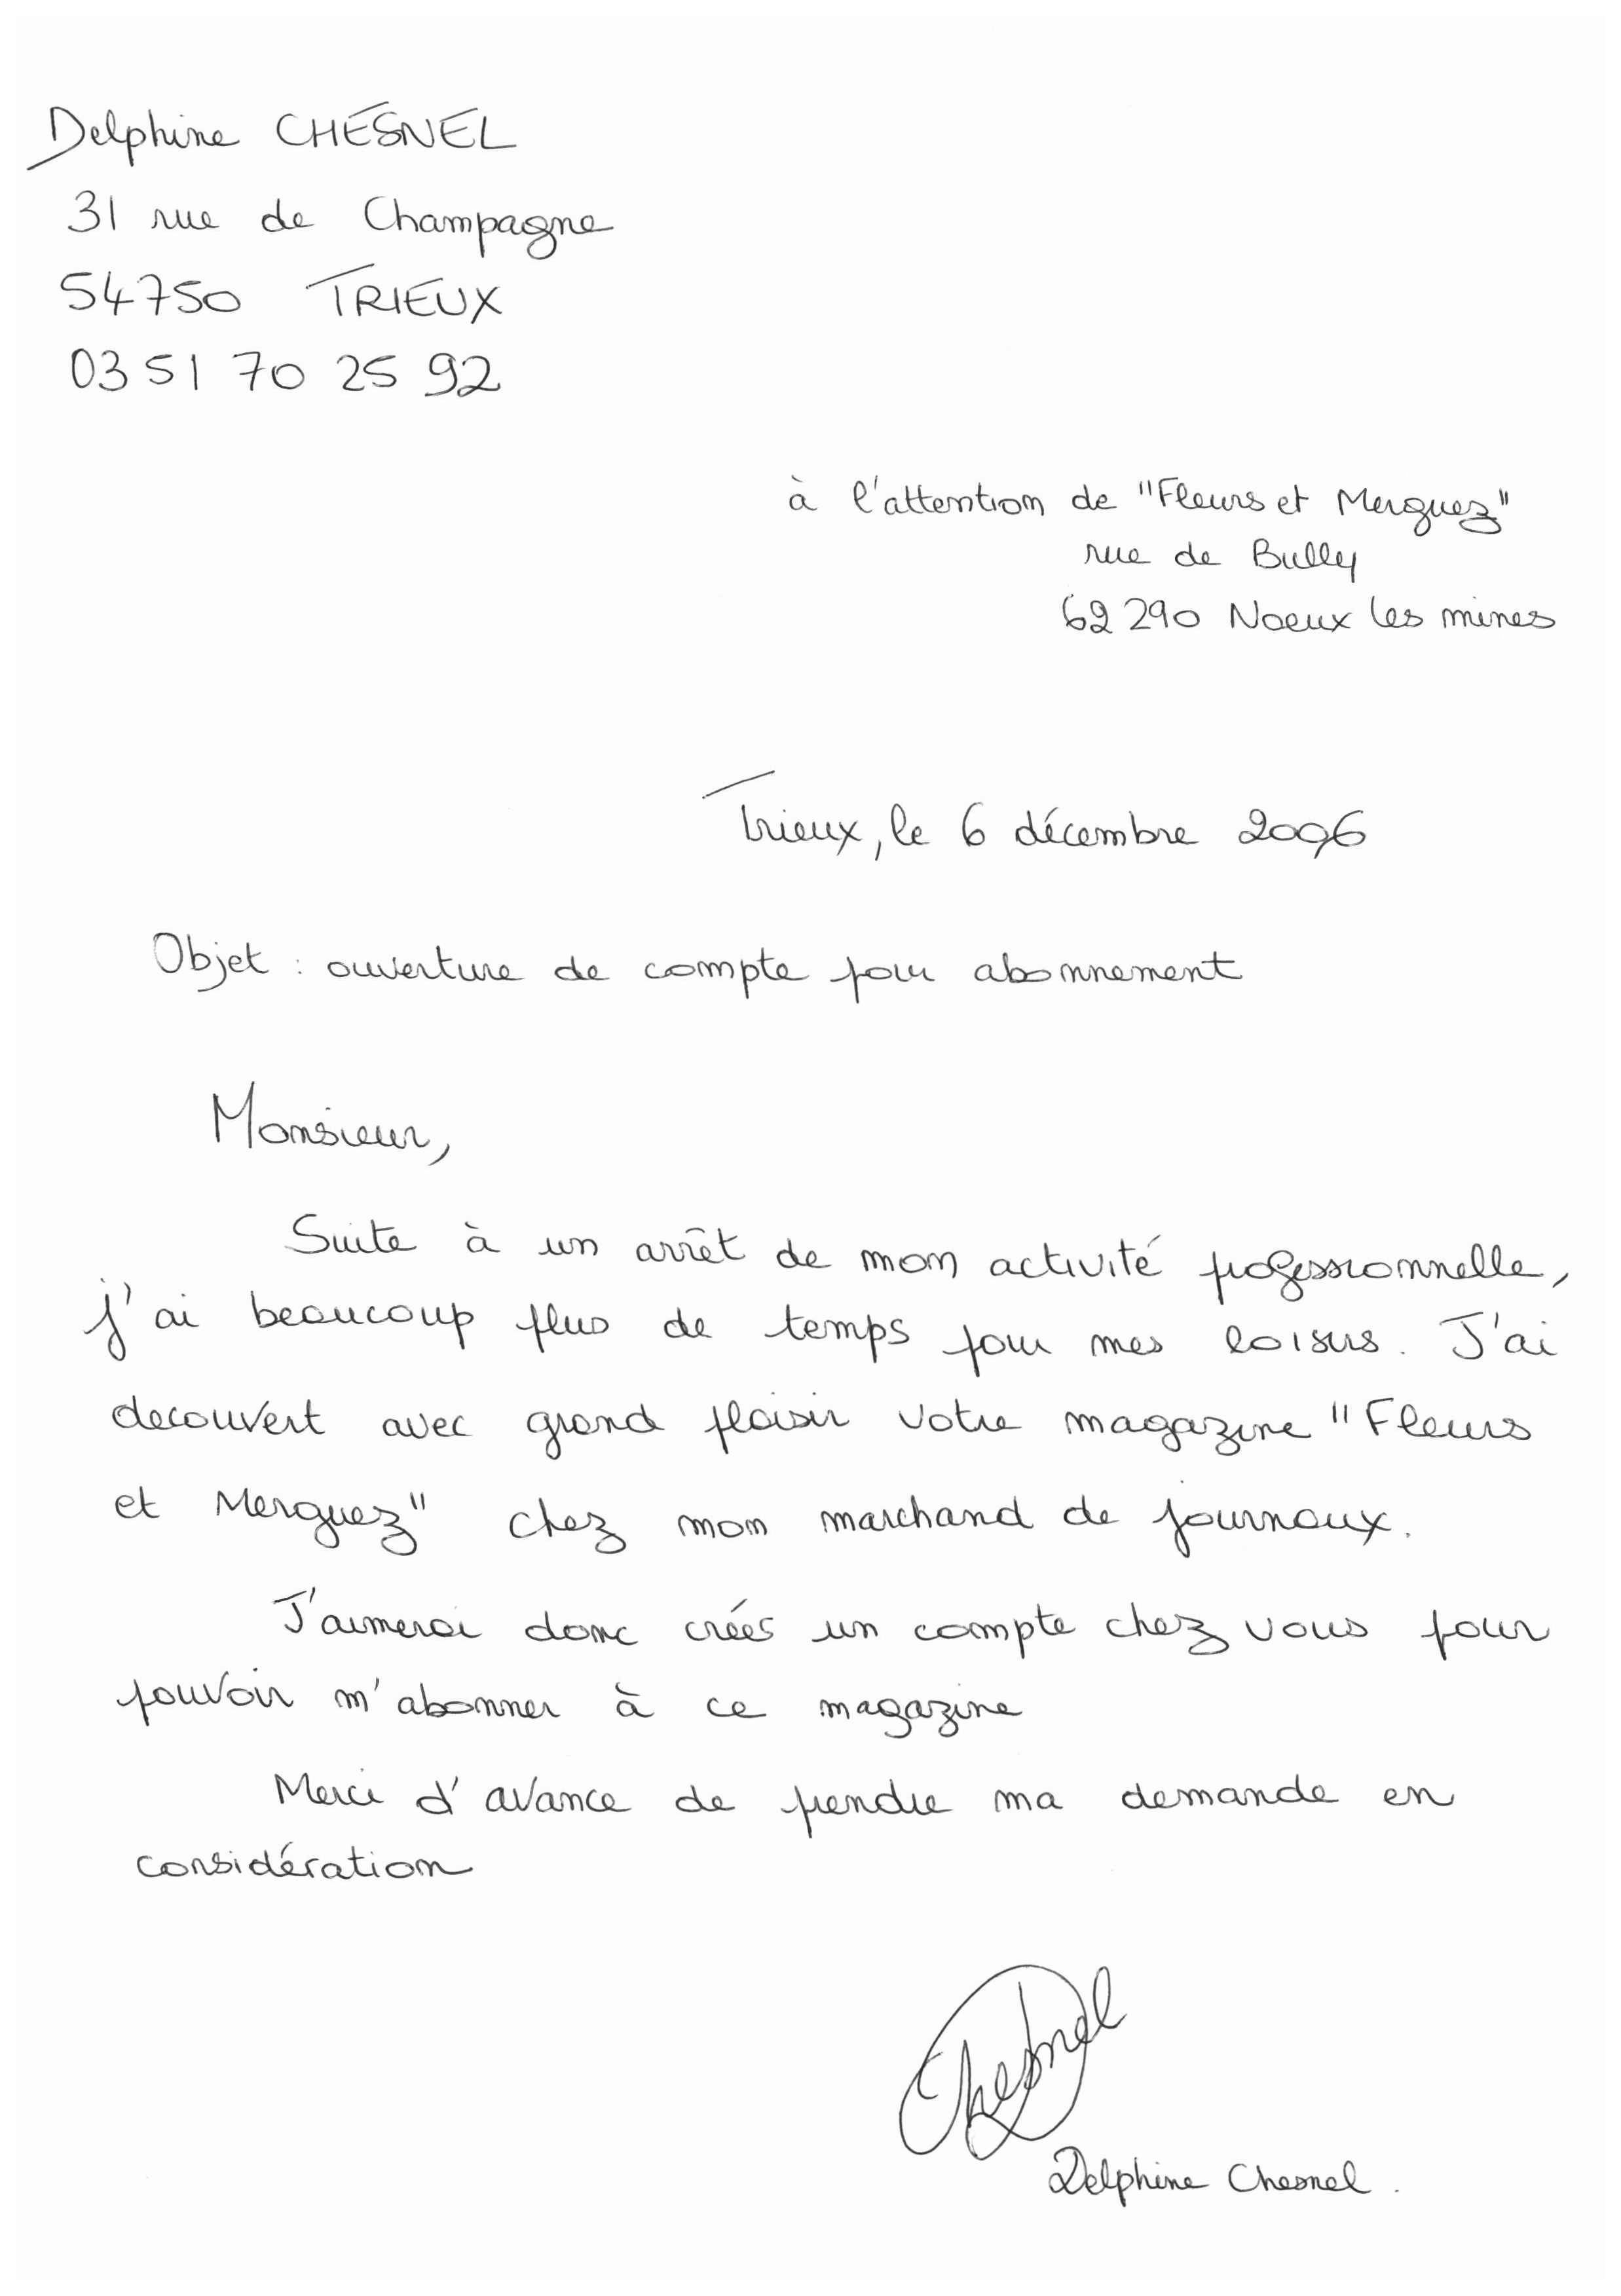 Delphine CHESNEL
31 rue de Champagne
54750 TRIEUX
03 51 70 25 92
à l'attention de "Fleurs et Merguez"
rue de Bully
62 290 Noeux les mines
Trieux, le 6 décembre 2006
Objet : ouverture de compte pour abonnement
Monsieur,
Suite à un arrêt de mon activité professionnelle,
j'ai beaucoup plus de temps pour mes loisirs. J'ai
decouvert avec grand plaisir votre magazine "Fleurs
et Merguez" chez mon marchand de journaux.
J'aimerai donc créés un compte chez vous pour
pouvoir m'abonner à ce magazine
Merci d'avance de prendre ma demande en
considération
Chesnel
Delphine Chesnel.